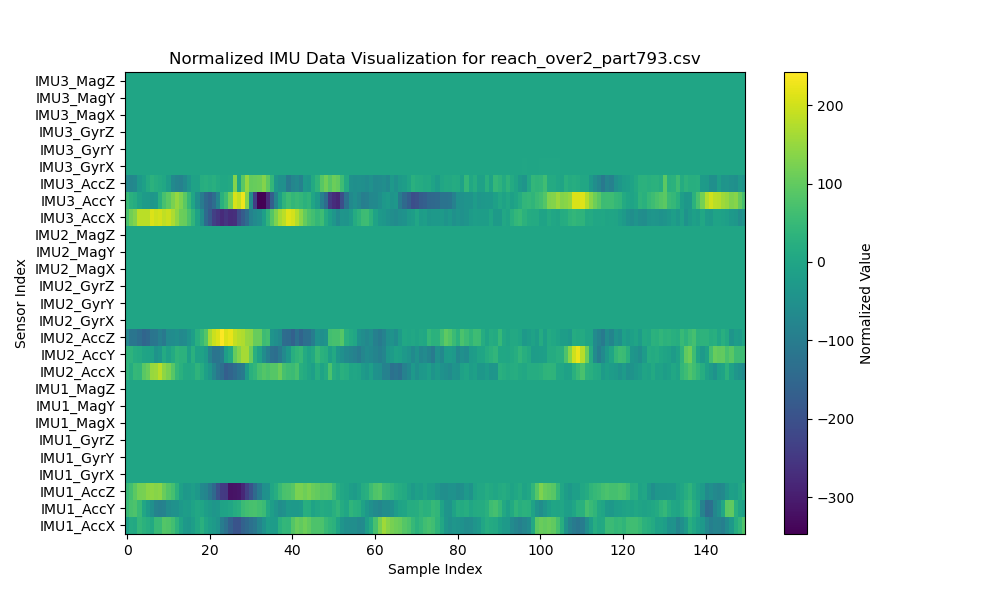 Normalized IMU Data Visualization for reach_over2_part793.csv
IMU3_MagZ
IMU3_MagY
IMU3_MagX
IMU3_GyrZ
IMU3_GyrY
IMU3_GyrX
IMU3_AccZ
IMU3_AccY
IMU3_AccX
IMU2_MagZ
IMU2_MagY
IMU2_MagX
IMU2_GyrZ
IMU2_GyrY
IMU2_GyrX
IMU2_AccZ
IMU2_AccY
IMU2_AccX
IMU1_MagZ
IMU1_MagY
IMU1_MagX
IMU1_GyrZ
IMU1_GyrY
IMU1_GyrX
IMU1_AccZ
IMU1_AccY
IMU1_AccX
Sensor Index
0 20 40 60 80 100 120 140
Sample Index
200
100
0
−100
−200
−300
Normalized Value